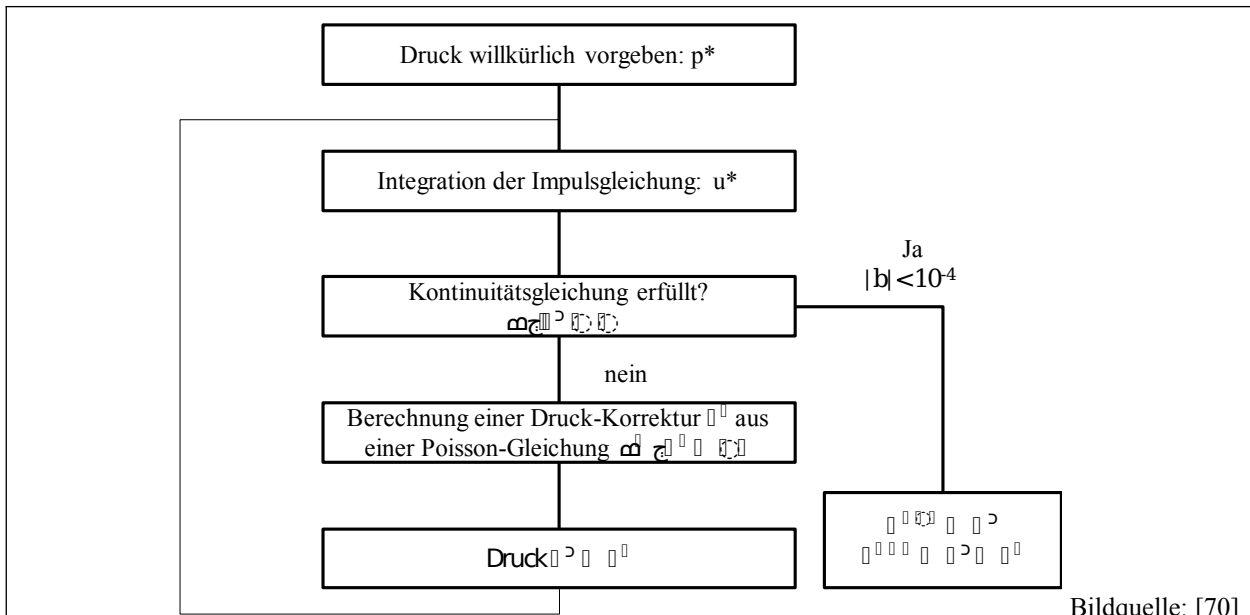 Druck willkürlich vorgeben: p*
Integration der Impulsgleichung: u*
Ja
|b|<10-4
Kontinuitätsgleichung erfüllt?
nein
Berechnung einer Druck-Korrektur aus
einer Poisson-Gleichung
Druck
Bildquelle: [70]